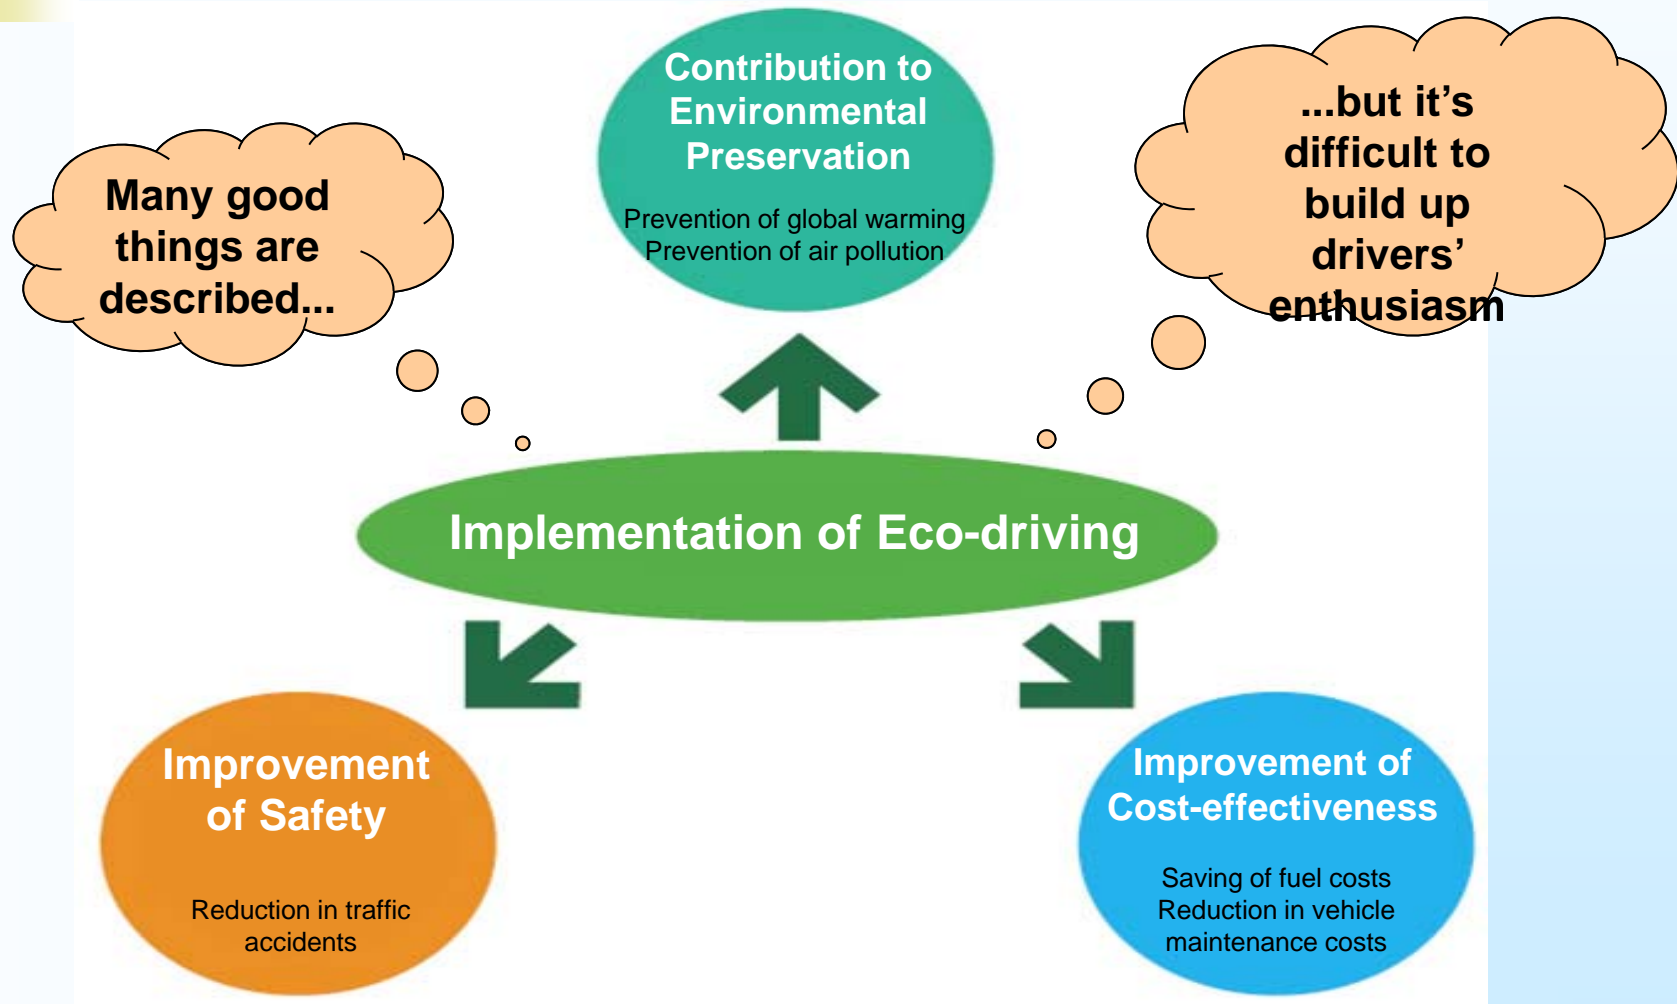 Contribution to
Environmental
Preservation
Prevention of global warming
Prevention of air pollution
Many good
things are
described...
...but it’s
difficult to
build up
drivers’
enthusiasm
Implementation of Eco-driving
Improvement
of Safety
Reduction in traffic
accidents
Improvement of
Cost-effectiveness
Saving of fuel costs
Reduction in vehicle
maintenance costs